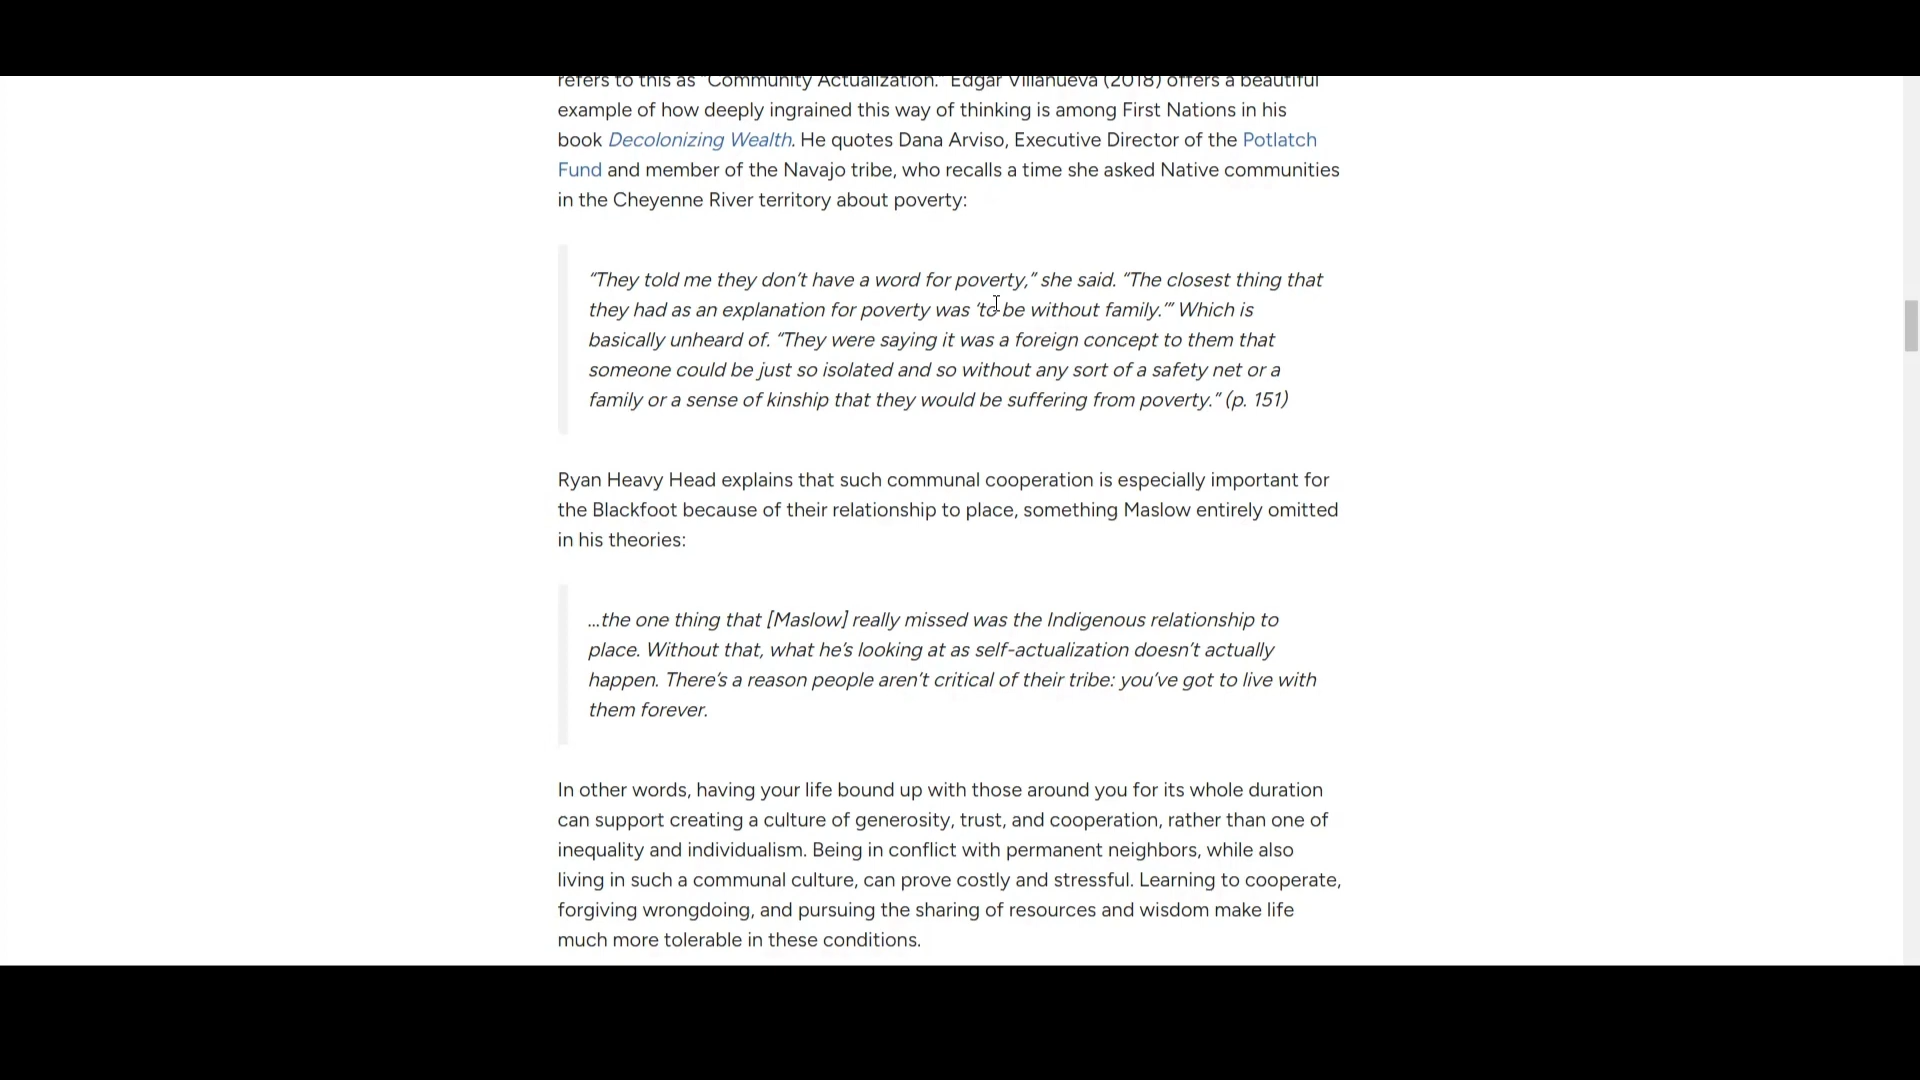 refers to this as “Community Actualization.” Edgar Villanueva (2018) offers a beautiful
example of how deeply ingrained this way of thinking is among First Nations in his
book Decolonizing Wealth. He quotes Dana Arviso, Executive Director of the Potlatch
Fund and member of the Navajo tribe, who recalls a time she asked Native communities
in the Cheyenne River territory about poverty:
“They told me they don’t have a word for poverty,” she said. “The closest thing that
they had as an explanation for poverty was ‘to be without family.’” Which is
basically unheard of. “They were saying it was a foreign concept to them that
someone could be just so isolated and so without any sort of a safety net or a
family or a sense of kinship that they would be suffering from poverty.” (p. 151)
Ryan Heavy Head explains that such communal cooperation is especially important for
the Blackfoot because of their relationship to place, something Maslow entirely omitted
in his theories:
…the one thing that [Maslow] really missed was the Indigenous relationship to
place. Without that, what he’s looking at as self-actualization doesn’t actually
happen. There’s a reason people aren’t critical of their tribe: you’ve got to live with
them forever.
In other words, having your life bound up with those around you for its whole duration
can support creating a culture of generosity, trust, and cooperation, rather than one of
inequality and individualism. Being in conflict with permanent neighbors, while also
living in such a communal culture, can prove costly and stressful. Learning to cooperate,
forgiving wrongdoing, and pursuing the sharing of resources and wisdom make life
much more tolerable in these conditions.